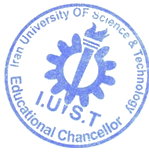 Iran University Of Science & Technology
I.U.S.T
Educational Chancellor